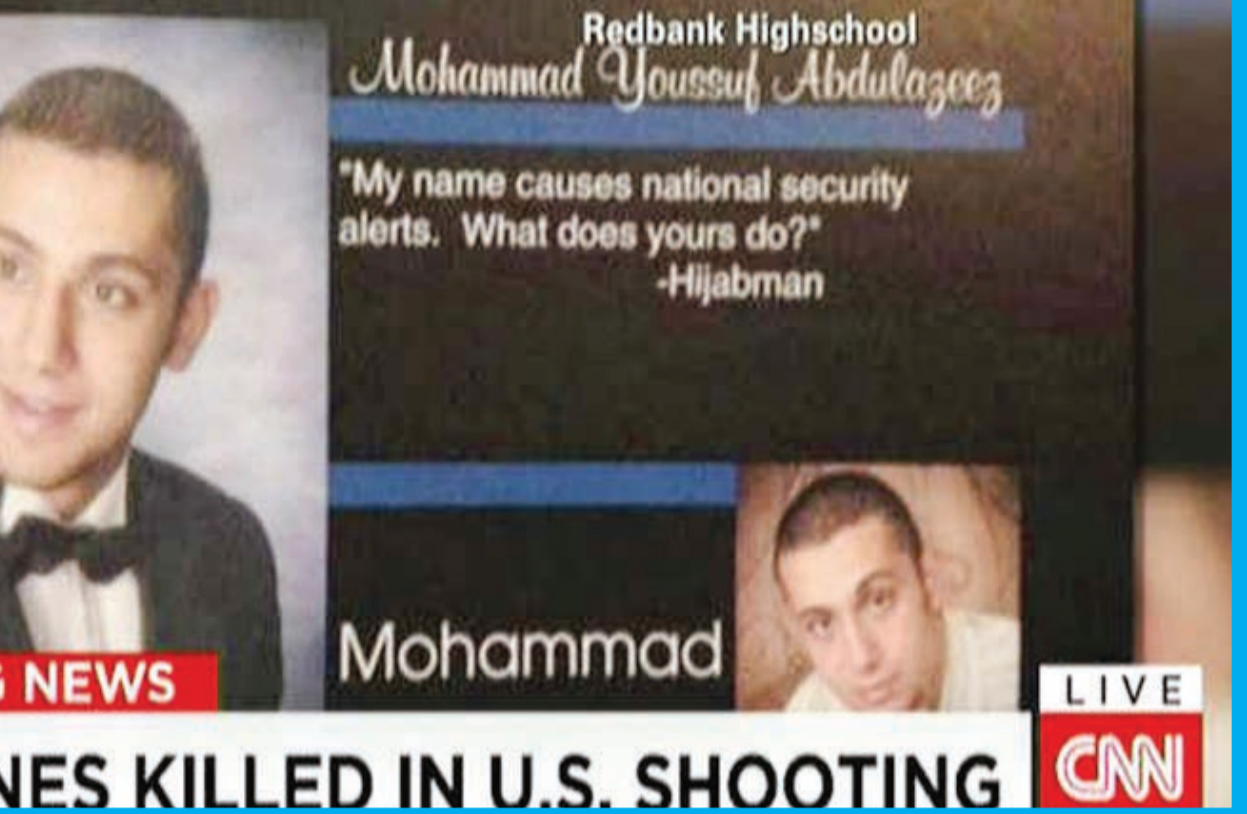 Redbank Highschool
Mohammad Youssuf Abdulazeez
"My name causes national security
alerts. What does yours do?"
-Hijabman
Mohammad
G NEWS
NES KILLED IN U.S. SHOOTING
LIVE
CNN